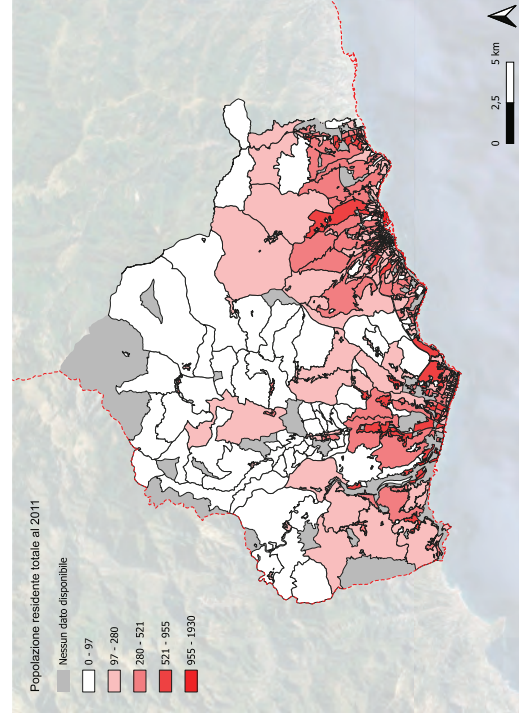 Popolazione residente totale al 2011
Nessun dato disponibile
0 - 97
97 - 280
280 - 521
521 - 955
955 - 1930
0 2,5 5 km